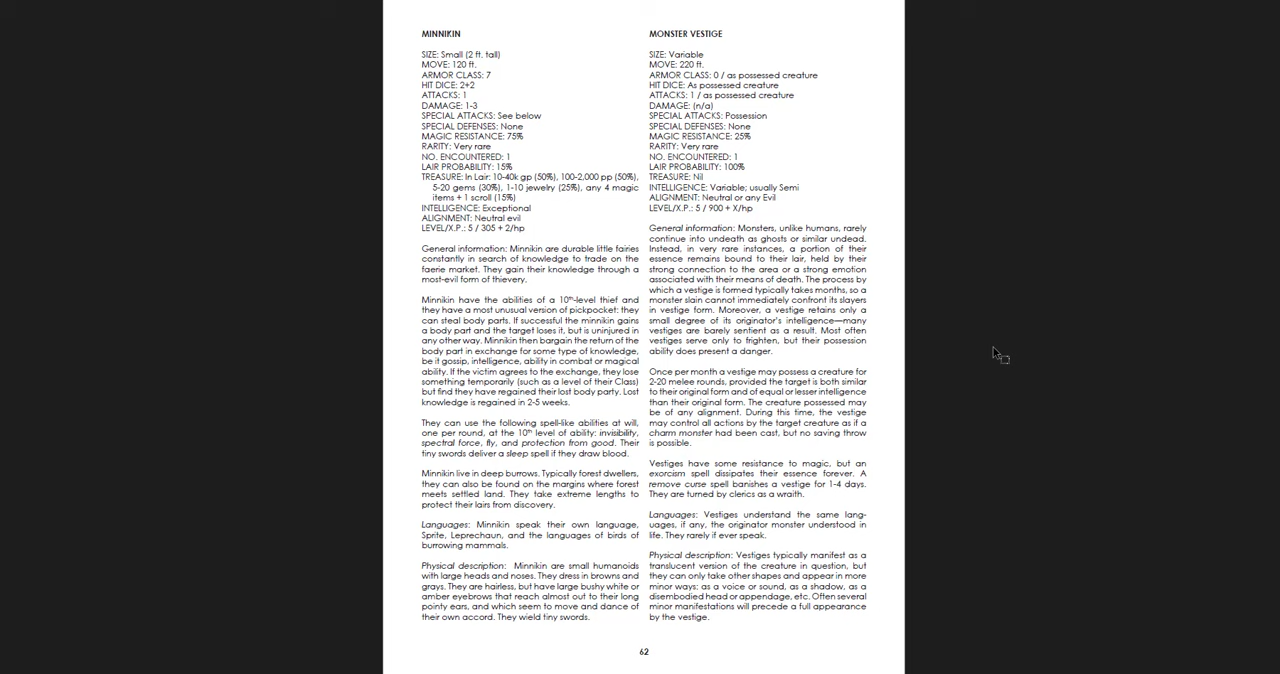 MINNIKIN
SIZE: Small (2 ft. tall)
MOVE: 120 ft.
ARMOR CLASS: 7
HIT DICE: 2+2
ATTACKS: 1
DAMAGE: 1-3
SPECIAL ATTACKS: See below
SPECIAL DEFENSES: None
MAGIC RESISTANCE: 75%
RARITY: Very rare
NO. ENCOUNTERED: 1
LAIR PROBABILITY: 15%
TREASURE: In Lair: 10-40k gp (50%), 100-2,000 pp (50%),
5-20 gems (30%), 1-10 jewelry (25%), any 4 magic
items + 1 scroll (15%)
INTELLIGENCE: Exceptional
ALIGNMENT: Neutral evil
LEVEL/X.P.: 5 / 305 + 2/hp
General information: Minnikin are durable little fairies
constantly in search of knowledge to trade on the
faerie market. They gain their knowledge through a
most-evil form of thievery.
Minnikin have the abilities of a 10th-level thief and
they have a most unusual version of pickpocket: they
can steal body parts. If successful the minnikin gains
a body part and the target loses it, but is uninjured in
any other way. Minnikin then bargain the return of the
body part in exchange for some type of knowledge,
be it gossip, intelligence, ability in combat or magical
ability. If the victim agrees to the exchange, they lose
something temporarily (such as a level of their Class)
but find they have regained their lost body party. Lost
knowledge is regained in 2-5 weeks.
They can use the following spell-like abilities at will,
one per round, at the 10th level of ability: invisibility,
spectral force, fly, and protection from good. Their
tiny swords deliver a sleep spell if they draw blood.
Minnikin live in deep burrows. Typically forest dwellers,
they can also be found on the margins where forest
meets settled land. They take extreme lengths to
protect their lairs from discovery.
Languages: Minnikin speak their own language,
Sprite, Leprechaun, and the languages of birds of
burrowing mammals.
Physical description: Minnikin are small humanoids
with large heads and noses. They dress in browns and
grays. They are hairless, but have large bushy white or
amber eyebrows that reach almost out to their long
pointy ears, and which seem to move and dance of
their own accord. They wield tiny swords.
MONSTER VESTIGE
SIZE: Variable
MOVE: 220 ft.
ARMOR CLASS: 0 / as possessed creature
HIT DICE: As possessed creature
ATTACKS: 1 / as possessed creature
DAMAGE: (n/a)
SPECIAL ATTACKS: Possession
SPECIAL DEFENSES: None
MAGIC RESISTANCE: 25%
RARITY: Very rare
NO. ENCOUNTERED: 1
LAIR PROBABILITY: 100%
TREASURE: Nil
INTELLIGENCE: Variable; usually Semi
ALIGNMENT: Neutral or any Evil
LEVEL/X.P.: 5 / 900 + X/hp
General information: Monsters, unlike humans, rarely
continue into undeath as ghosts or similar undead.
Instead, in very rare instances, a portion of their
essence remains bound to their lair, held by their
strong connection to the area or a strong emotion
associated with their means of death. The process by
which a vestige is formed typically takes months, so a
monster slain cannot immediately confront its slayers
in vestige form. Moreover, a vestige retains only a
small degree of its originator's intelligence—many
vestiges are barely sentient as a result. Most often
vestiges serve only to frighten, but their possession
ability does present a danger.
Once per month a vestige may possess a creature for
2-20 melee rounds, provided the target is both similar
to their original form and of equal or lesser intelligence
than their original form. The creature possessed may
be of any alignment. During this time, the vestige
may control all actions by the target creature as if a
charm monster had been cast, but no saving throw
is possible.
Vestiges have some resistance to magic, but an
exorcism spell dissipates their essence forever. A
remove curse spell banishes a vestige for 1-4 days.
They are turned by clerics as a wraith.
Languages: Vestiges understand the same lang-
uages, if any, the originator monster understood in
life. They rarely if ever speak.
Physical description: Vestiges typically manifest as a
translucent version of the creature in question, but
they can only take other shapes and appear in more
minor ways: as a voice or sound, as a shadow, as a
disembodied head or appendage, etc. Often several
minor manifestations will precede a full appearance
by the vestige.
62